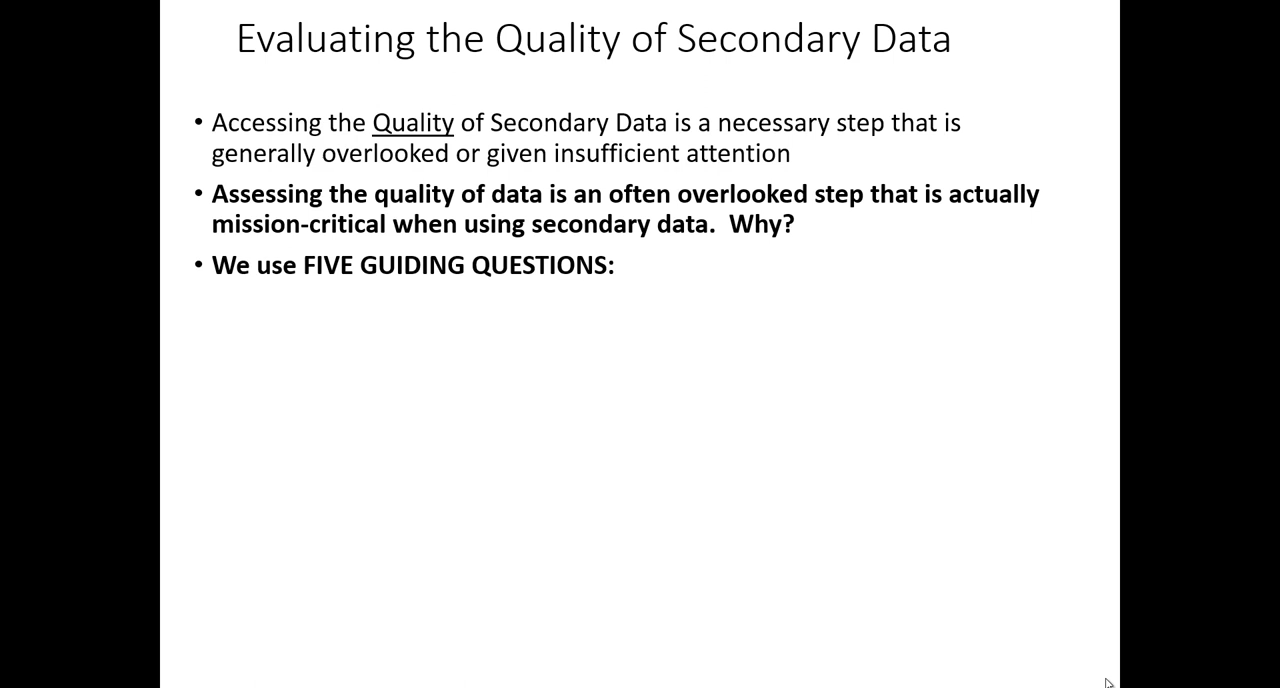 Evaluating the Quality of Secondary Data
• Accessing the Quality of Secondary Data is a necessary step that is
generally overlooked or given insufficient attention
• Assessing the quality of data is an often overlooked step that is actually
mission-critical when using secondary data.  Why?
• We use FIVE GUIDING QUESTIONS: